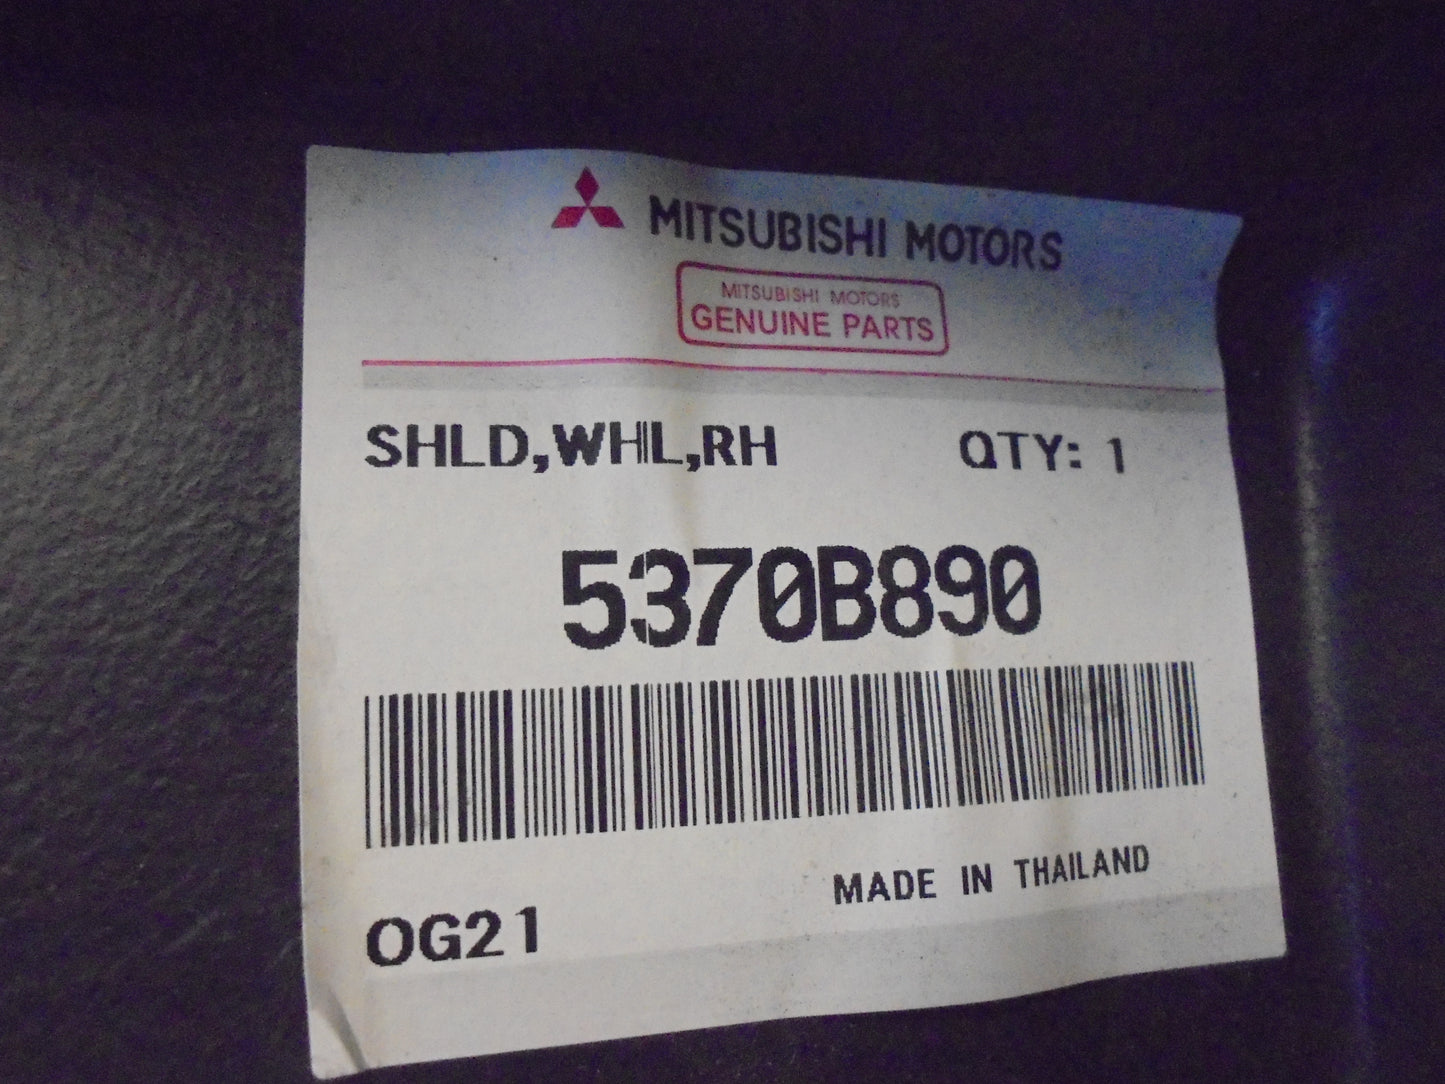 MITSUBISHI MOTORS
MITSUBISHI MOTORS
GENUINE PARTS
SHLD,WHL,RH QTY: 1
5370B890
MADE IN THAILAND
OG21